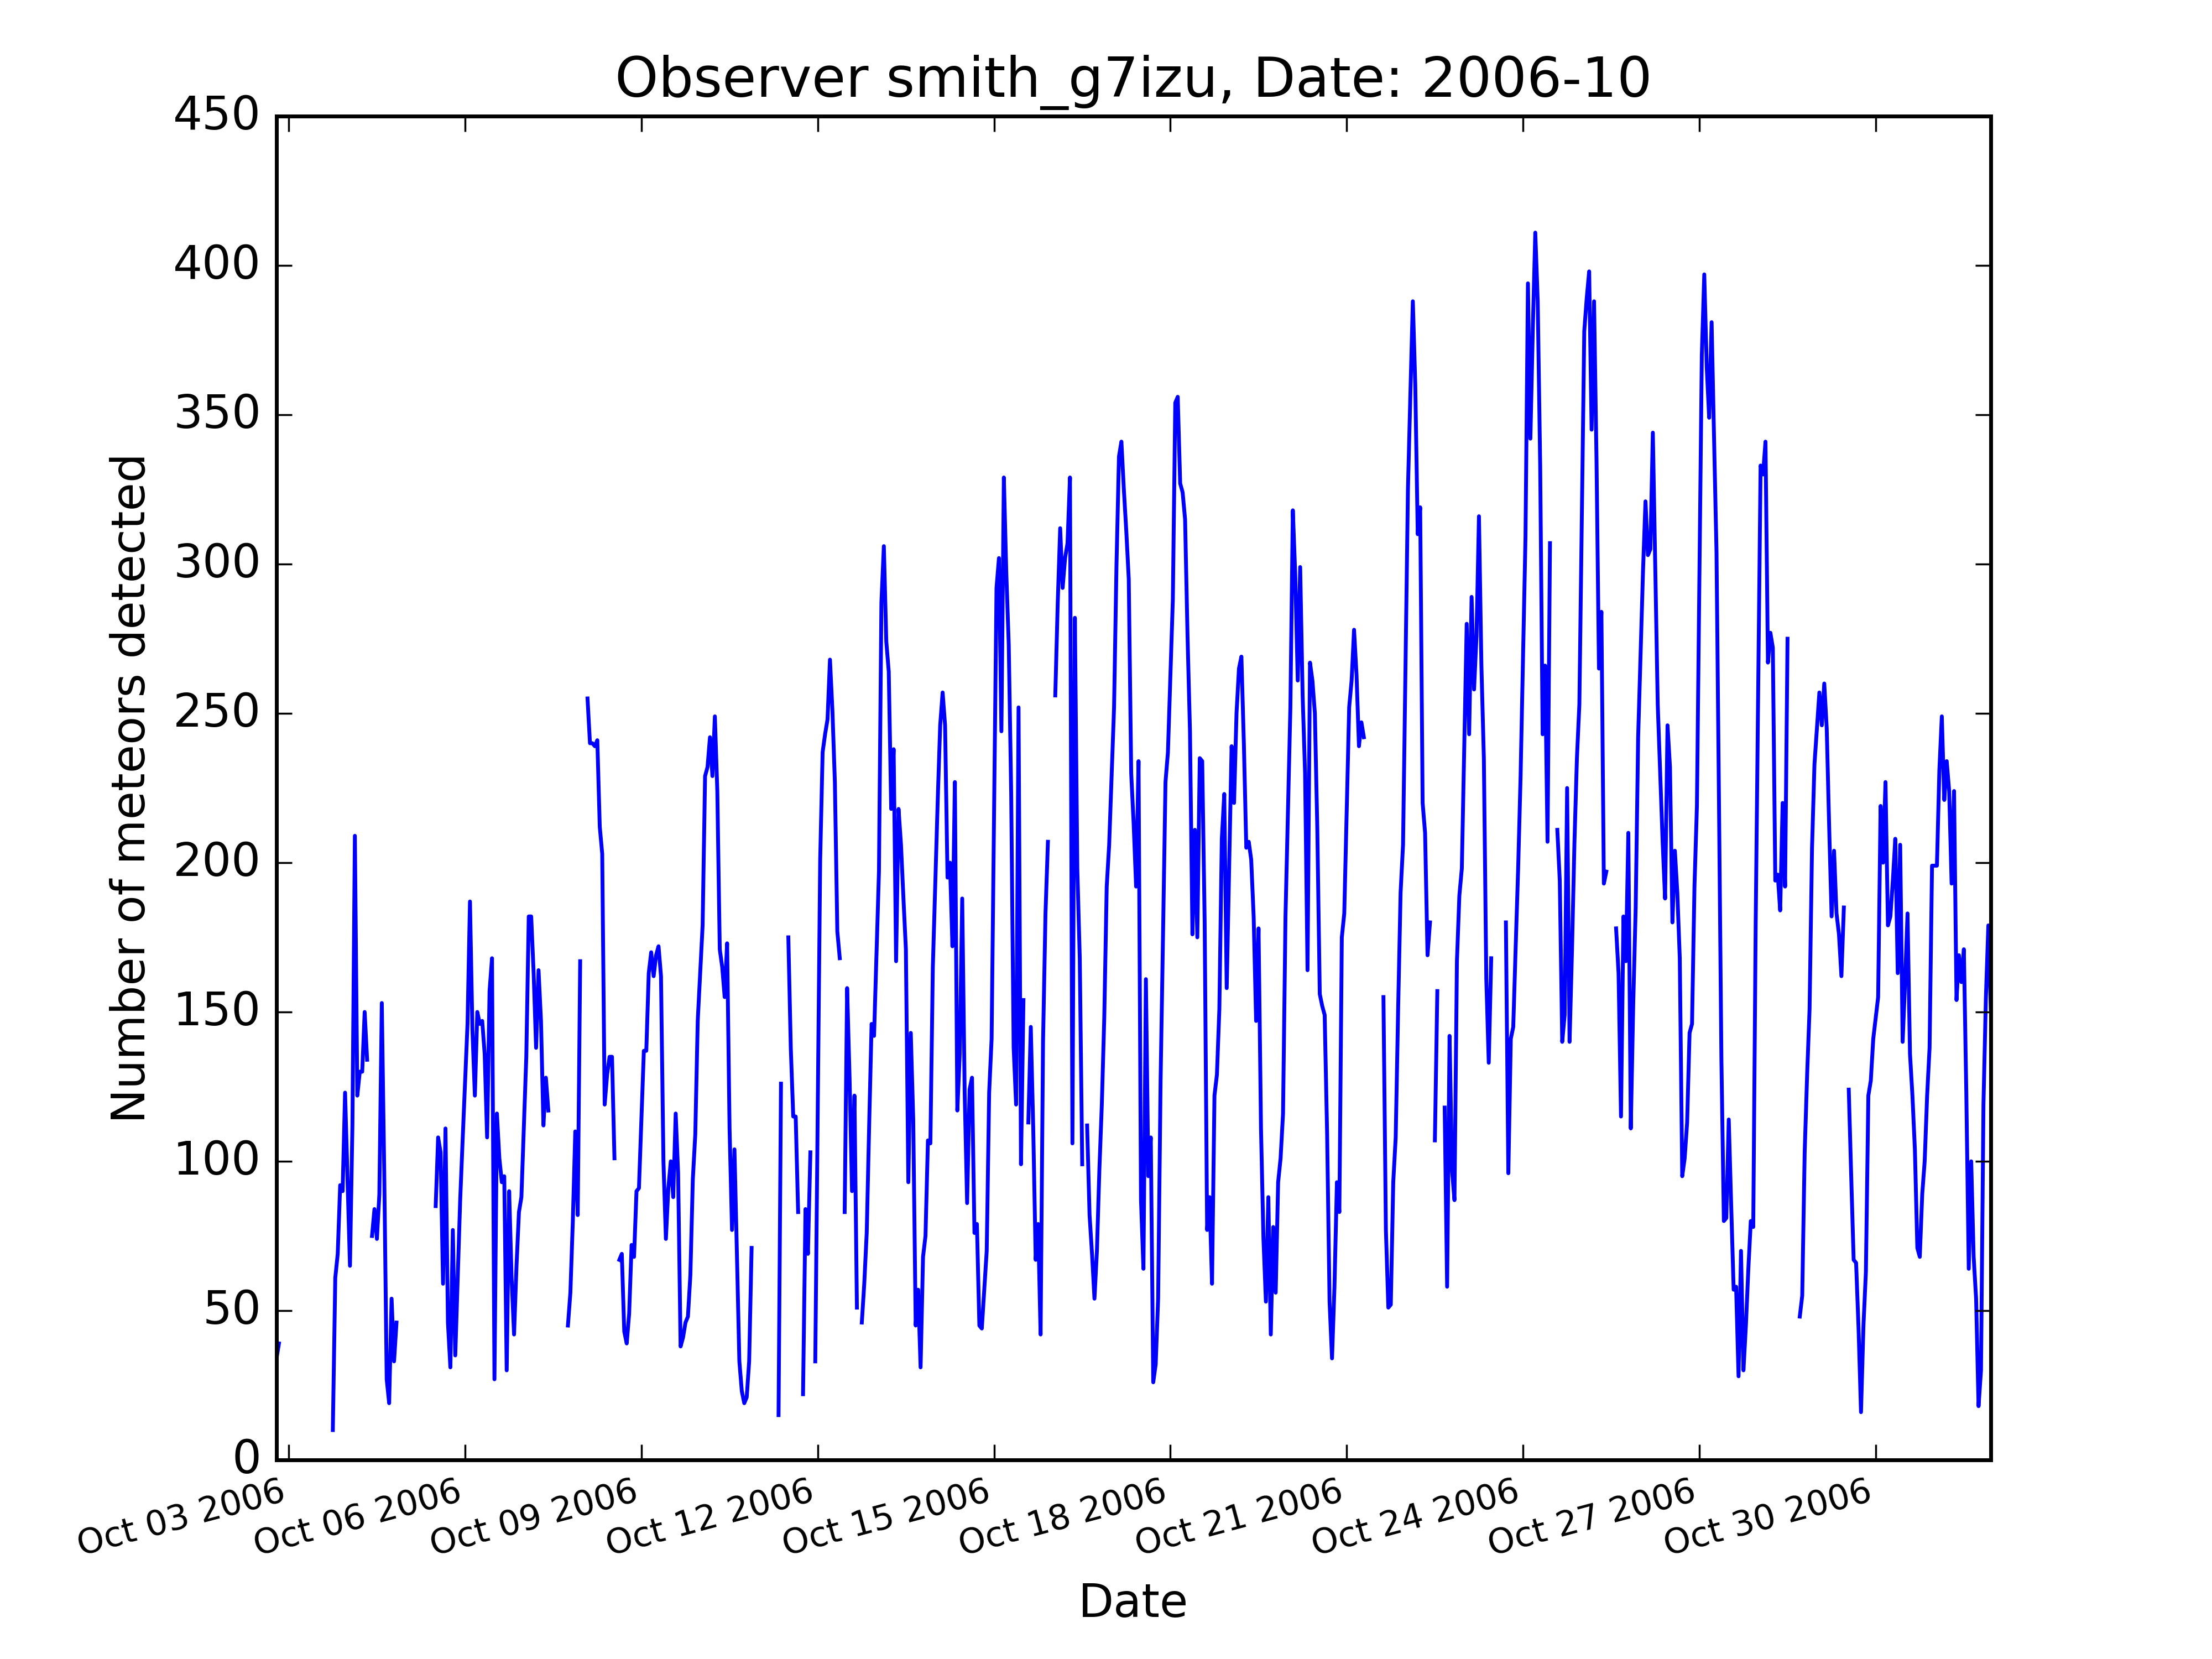 Observer smith_g7izu, Date: 2006-10
450
400
350
300
250
200
150
100
50
0
Number of meteors detected
Oct 03 2006
Oct 06 2006
Oct 09 2006
Oct 12 2006
Oct 15 2006
Oct 18 2006
Oct 21 2006
Oct 24 2006
Oct 27 2006
Oct 30 2006
Date